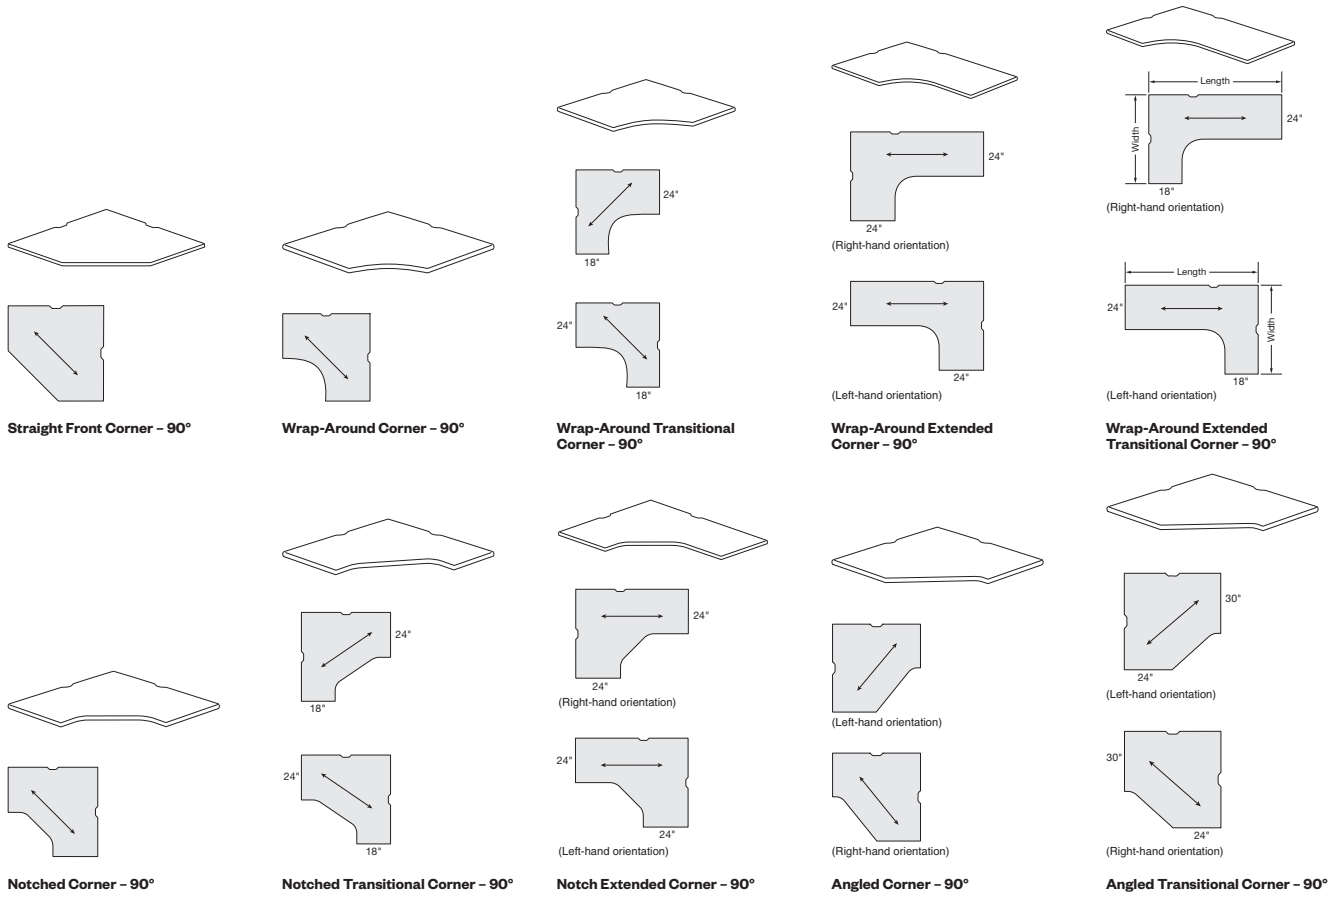 Straight Front Corner – 90°
Wrap-Around Corner – 90°
24"
18"
24"
18"
Wrap-Around Transitional
Corner – 90°
24"
24"
(Right-hand orientation)
24"
24"
(Left-hand orientation)
Wrap-Around Extended
Corner – 90°
Length
Width
24"
18"
(Right-hand orientation)
Length
24"
Width
18"
(Left-hand orientation)
Wrap-Around Extended
Transitional Corner – 90°
Notched Corner – 90°
24"
18"
24"
18"
Notched Transitional Corner – 90°
24"
24"
(Right-hand orientation)
24"
24"
(Left-hand orientation)
Notch Extended Corner – 90°
(Left-hand orientation)
(Right-hand orientation)
Angled Corner – 90°
30"
24"
(Left-hand orientation)
30"
24"
(Right-hand orientation)
Angled Transitional Corner – 90°